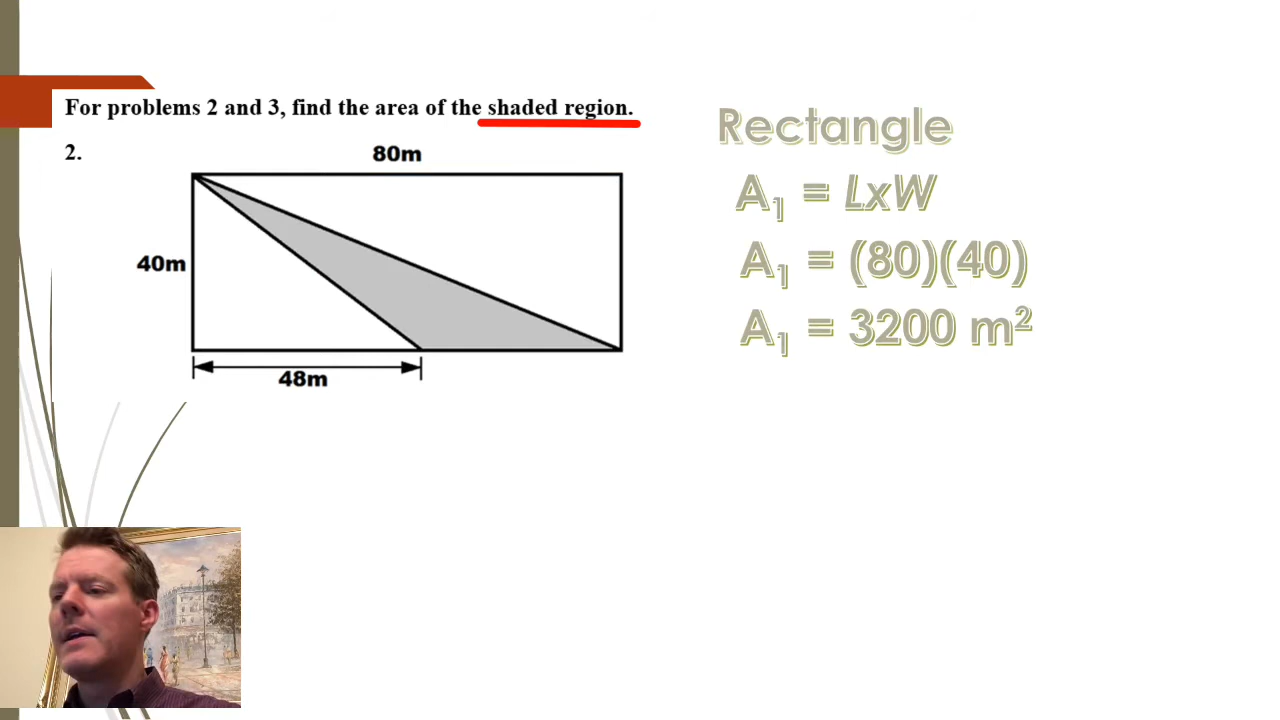 For problems 2 and 3, find the area of the shaded region.
2.
80m
40m
48m
Rectangle
A₁ = LxW
A₁ = (80)(40)
A₁ = 3200 m²